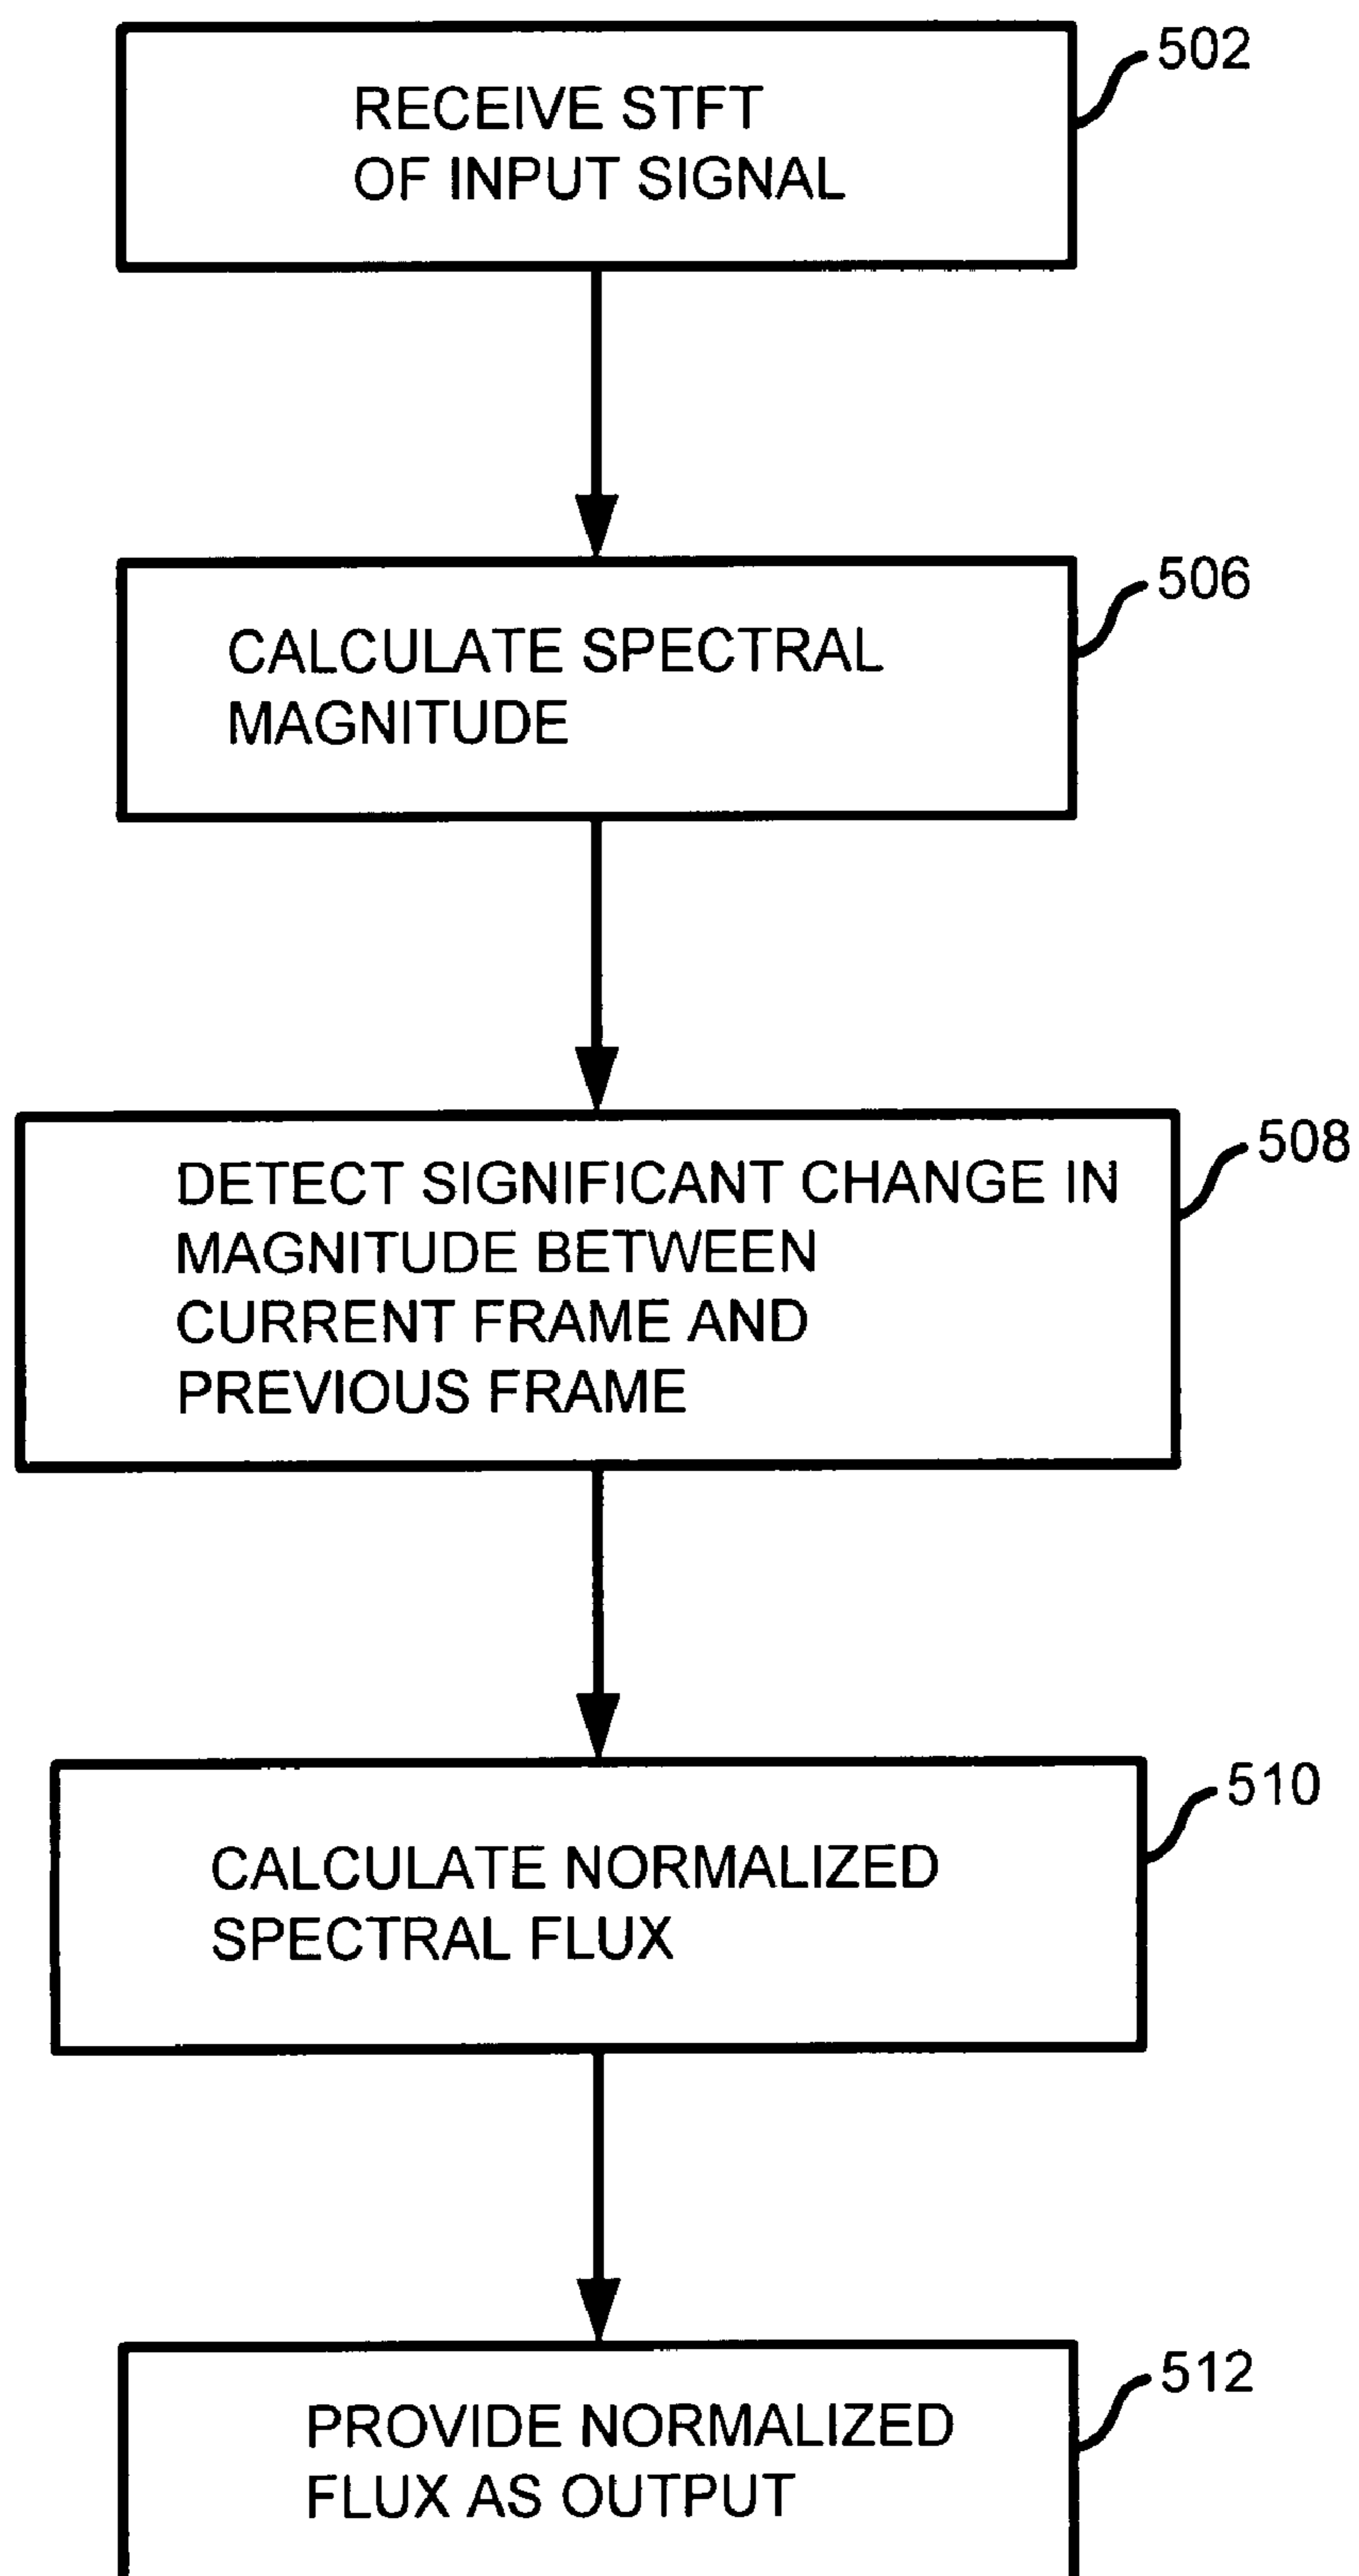 502
RECEIVE STFT
OF INPUT SIGNAL
506
CALCULATE SPECTRAL
MAGNITUDE
508
DETECT SIGNIFICANT CHANGE IN
MAGNITUDE BETWEEN
CURRENT FRAME AND
PREVIOUS FRAME
510
CALCULATE NORMALIZED
SPECTRAL FLUX
512
PROVIDE NORMALIZED
FLUX AS OUTPUT